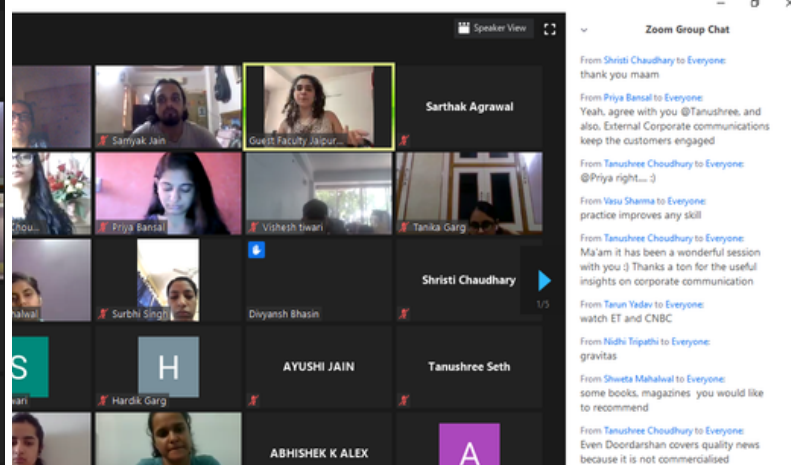 Speaker View
Samyak Jain
Guest Faculty Jaipur...
Sarthak Agrawal
Chou...
Priya Bansal
Vishesh tiwari
Tanika Garg
halwal
Surbhi Singh
Divyansh Bhasin
Shristi Chaudhary
1/5
S
wari
H
Hardik Garg
AYUSHI JAIN
Tanushree Seth
ABHISHEK K ALEX
A
Zoom Group Chat
From Shristi Chaudhary to Everyone:
thank you maam
From Priya Bansal to Everyone:
Yeah, agree with you @Tanushree, and
also, External Corporate communications
keep the customers engaged
From Tanushree Choudhury to Everyone:
@Priya right.... :)
From Vasu Sharma to Everyone:
practice improves any skill
From Tanushree Choudhury to Everyone:
Ma'am it has been a wonderful session
with you :) Thanks a ton for the useful
insights on corporate communication
From Tarun Yadav to Everyone:
watch ET and CNBC
From Nidhi Tripathi to Everyone:
gravitas
From Shweta Mahalwal to Everyone:
some books, magazines you would like
to recommend
From Tanushree Choudhury to Everyone:
Even Doordarshan covers quality news
because it is not commercialised